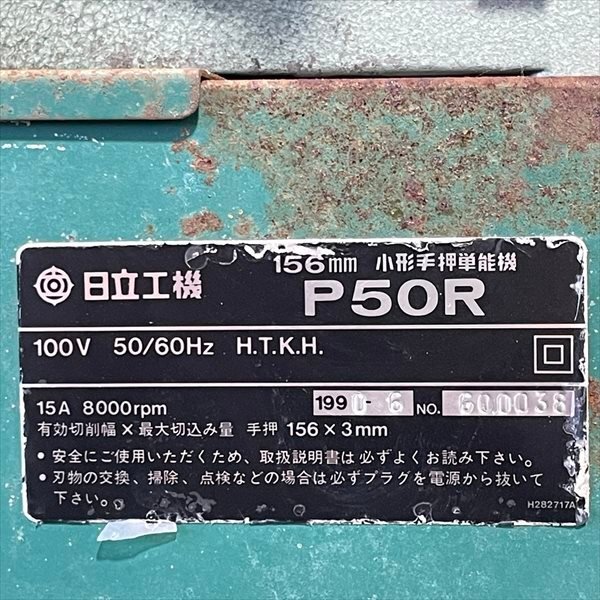 156mm 小形手押単能機
日立工機 P50R
100V 50/60Hz H.T.K.H.
15A 8000rpm 1990-6 NO. 600038
有効切削幅×最大切込み量 手押 156×3mm
・安全にご使用いただくため、取扱説明書は必ずよくお読み下さい。
・刃物の交換、掃除、点検などの場合は必ずプラグを電源から抜いて
下さい。
H282717A